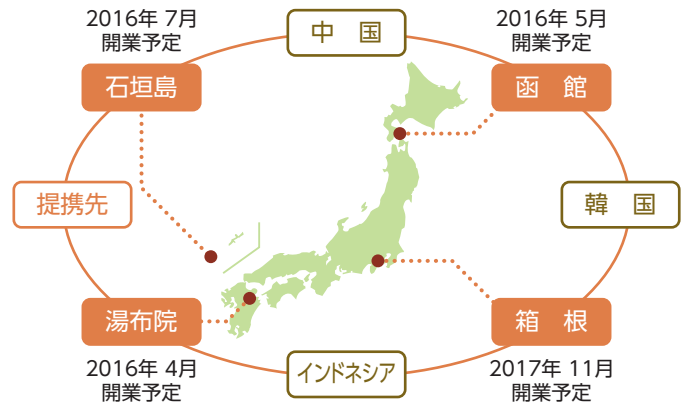 2016年 7月
開業予定
石垣島
中　国
2016年 5月
開業予定
函　館
提携先
韓　国
湯布院
2016年 4月
開業予定
インドネシア
箱　根
2017年 11月
開業予定